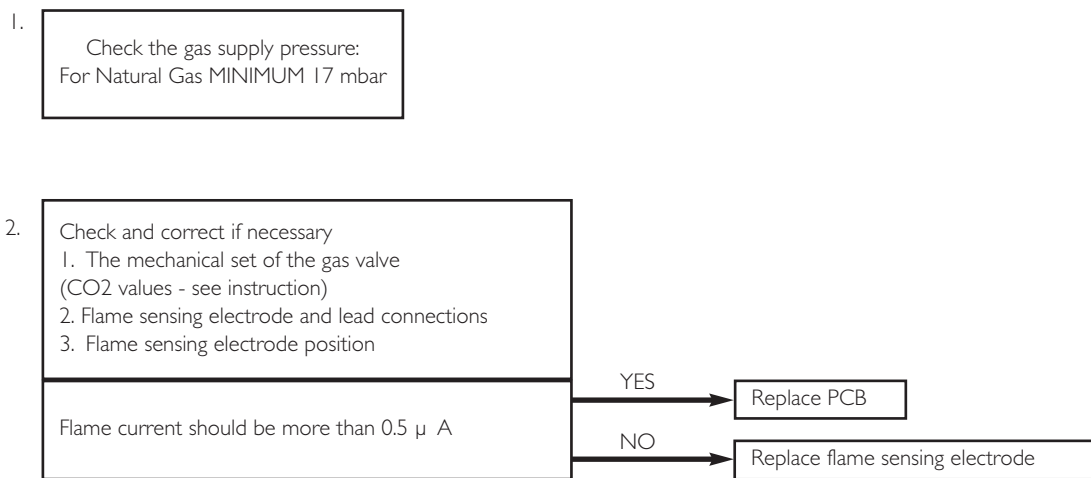 1.
Check the gas supply pressure:
For Natural Gas MINIMUM 17 mbar
2.
Check and correct if necessary
1. The mechanical set of the gas valve
(CO2 values - see instruction)
2. Flame sensing electrode and lead connections
3. Flame sensing electrode position
Flame current should be more than 0.5 μ A
YES
Replace PCB
NO
Replace flame sensing electrode